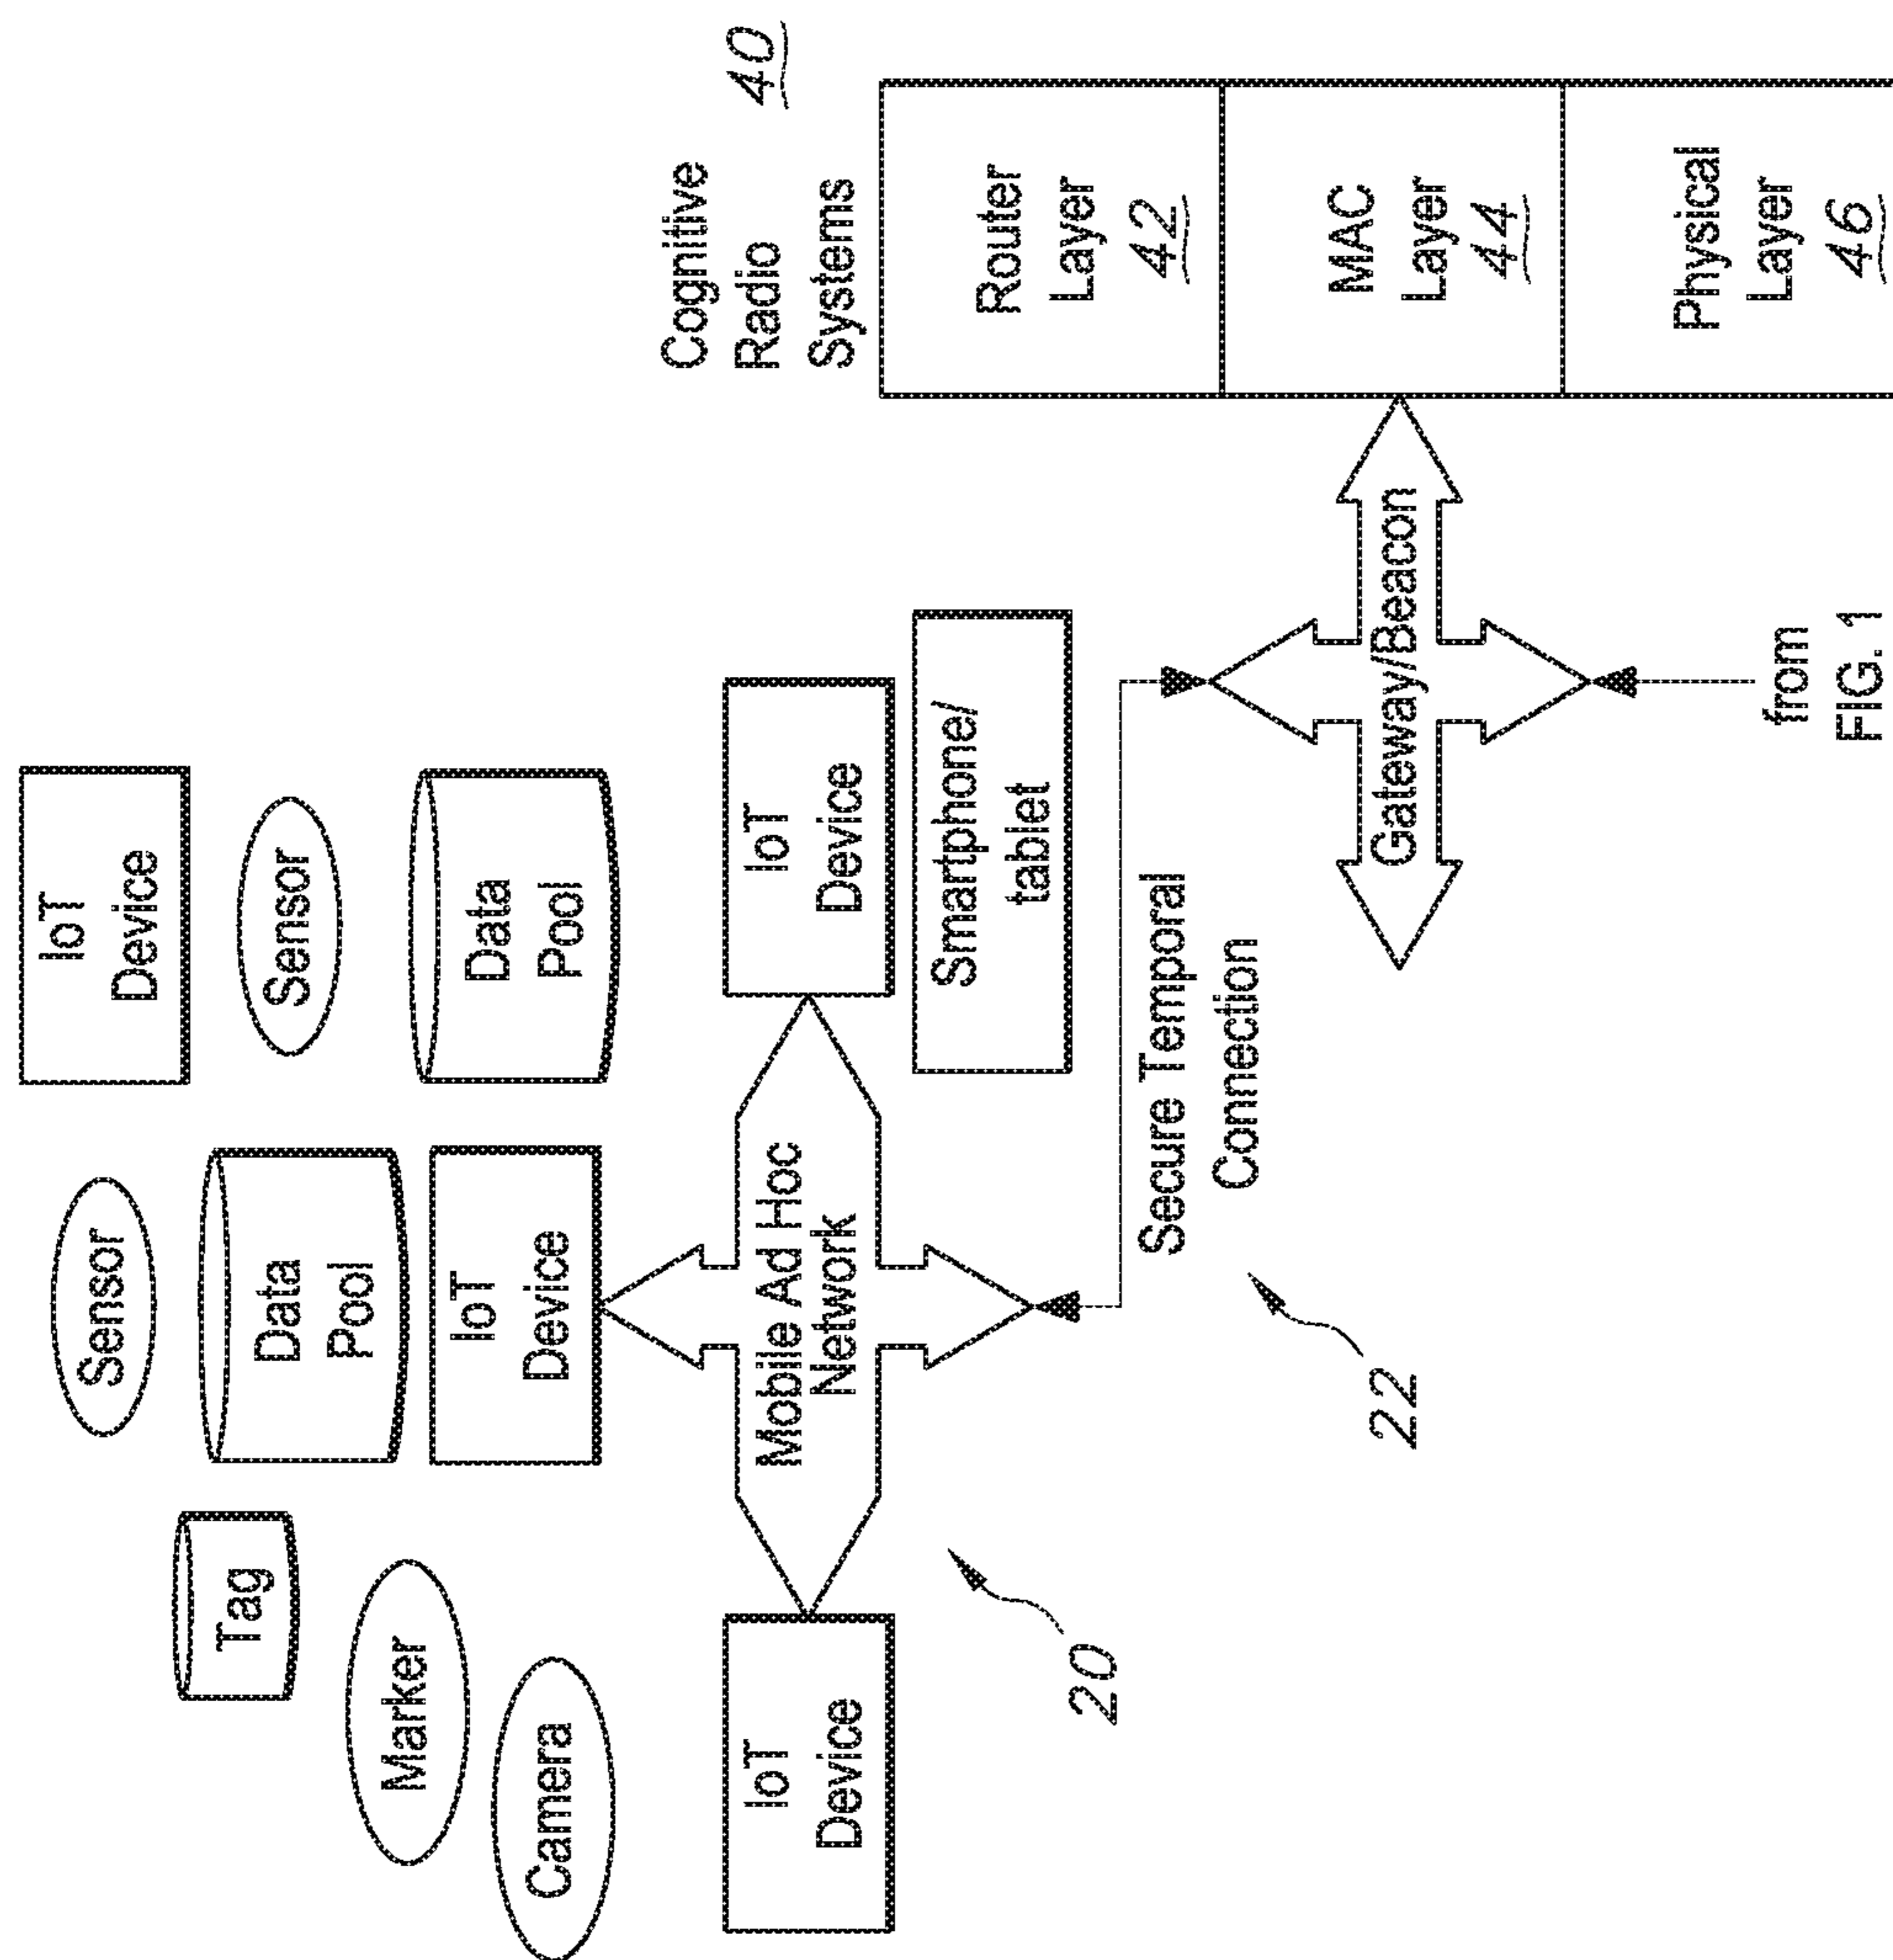 IoT
Device
Sensor
Tag
Data
Pool
Sensor
Marker
IoT
Device
Data
Pool
Camera
IoT
Device
Mobile Ad Hoc
Network
IoT
Device
Smartphone/
tablet
20
Secure Temporal
Connection
22
Gateway/Beacon
from
FIG. 1
Cognitive
Radio
Systems
40
Router
Layer
42
MAC
Layer
44
Physical
Layer
46